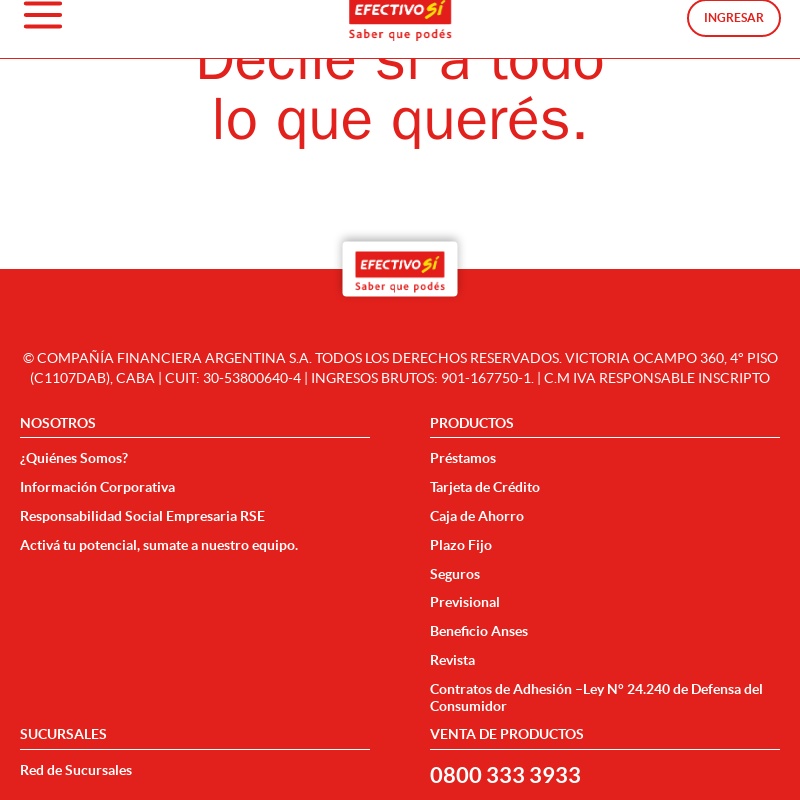 EFECTIVO SÍ
Saber que podés
INGRESAR
Decile sí a todo
lo que querés.
EFECTIVO SÍ
Saber que podés
© COMPAÑÍA FINANCIERA ARGENTINA S.A. TODOS LOS DERECHOS RESERVADOS. VICTORIA OCAMPO 360, 4° PISO
(C1107DAB), CABA | CUIT: 30-53800640-4 | INGRESOS BRUTOS: 901-167750-1. | C.M IVA RESPONSABLE INSCRIPTO
NOSOTROS
¿Quiénes Somos?
Información Corporativa
Responsabilidad Social Empresaria RSE
Activá tu potencial, sumate a nuestro equipo.
PRODUCTOS
Préstamos
Tarjeta de Crédito
Caja de Ahorro
Plazo Fijo
Seguros
Previsional
Beneficio Anses
Revista
Contratos de Adhesión –Ley N° 24.240 de Defensa del
Consumidor
SUCURSALES
Red de Sucursales
VENTA DE PRODUCTOS
0800 333 3933